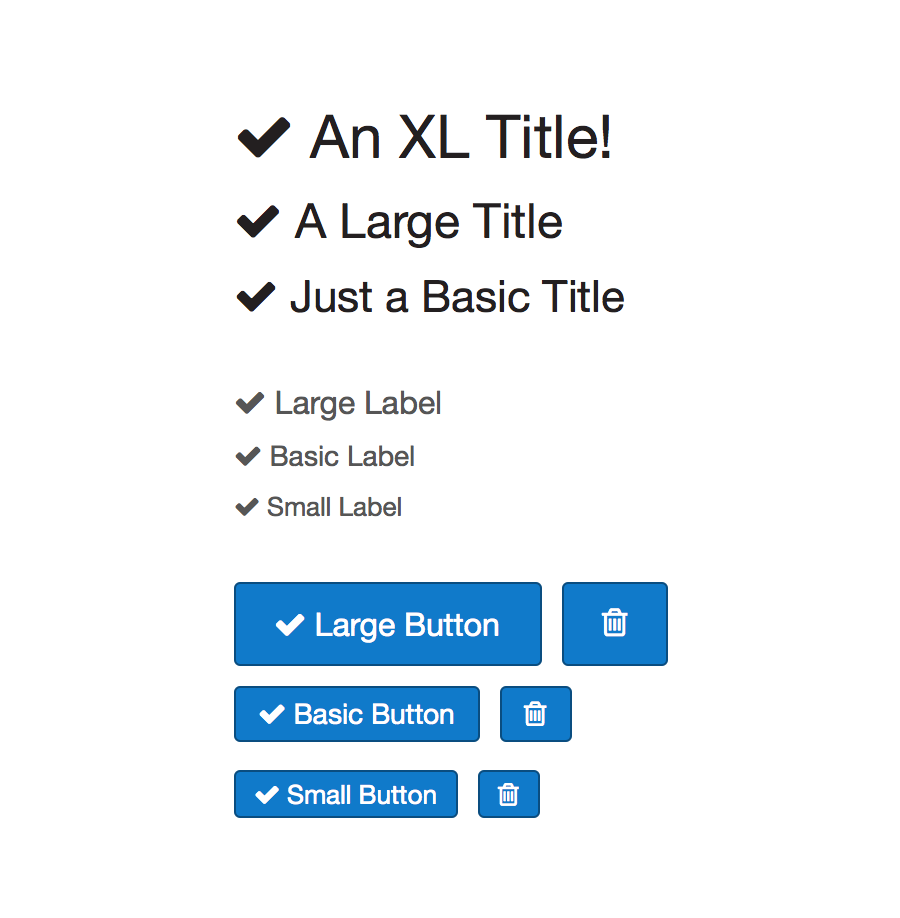 An XL Title!
A Large Title
Just a Basic Title
Large Label
Basic Label
Small Label
Large Button
Basic Button
Small Button